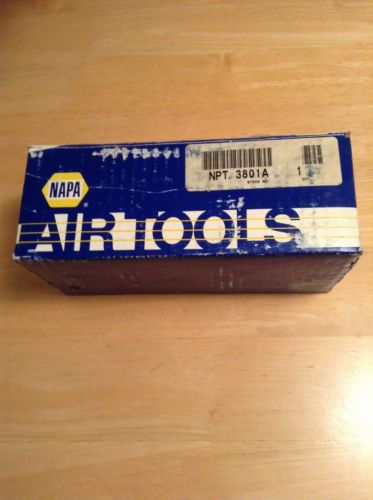 NAPA
NPT 3801A
STOCK NO.
1
QTY.
AIR TOOLS